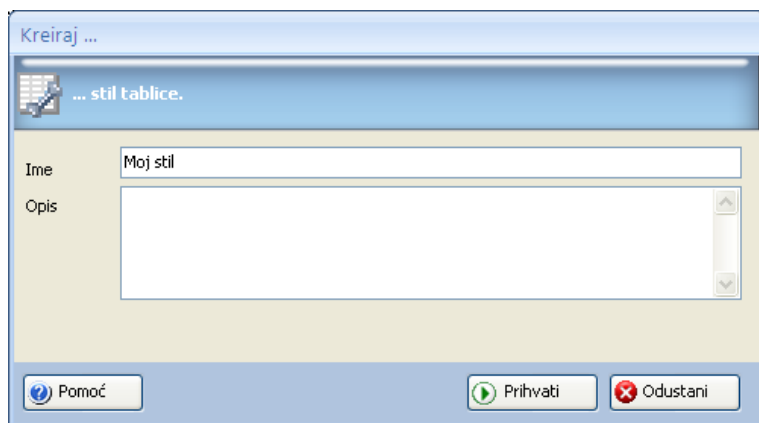 Kreiraj ...
... stil tablice.
Ime
Moj stil
Opis
Pomoć
Prihvati
Odustani